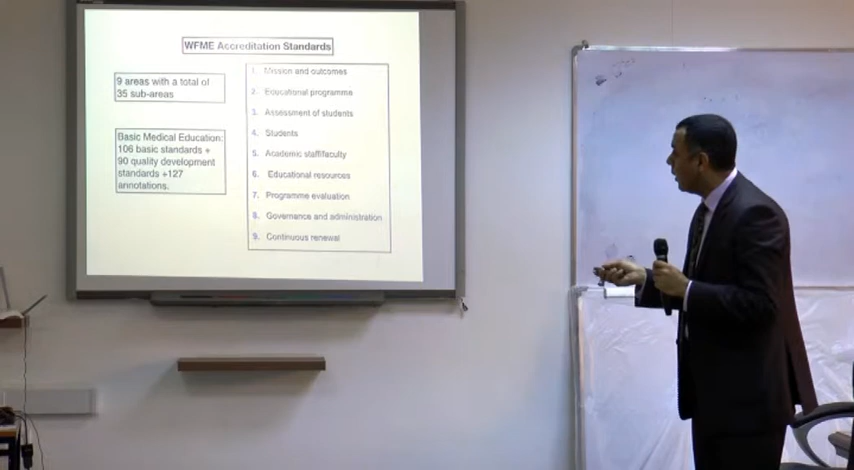 WFME Accreditation Standards
9 areas with a total of
35 sub-areas
Basic Medical Education:
106 basic standards +
90 quality development
standards +127
annotations.
1. Mission and outcomes
2. Educational programme
3. Assessment of students
4. Students
5. Academic staff/faculty
6. Educational resources
7. Programme evaluation
8. Governance and administration
9. Continuous renewal